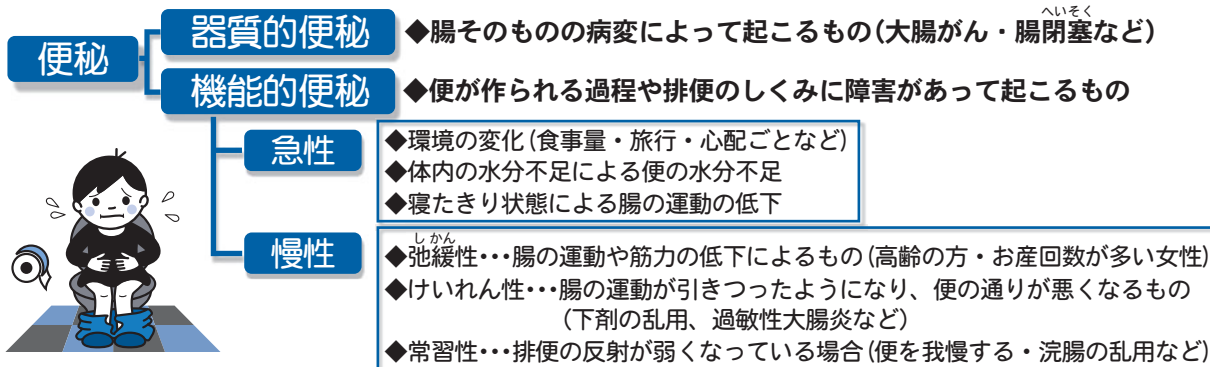 便秘
器質的便秘
◆腸そのものの病変によって起こるもの(大腸がん・腸閉塞など)
へいそく
機能的便秘
◆便が作られる過程や排便のしくみに障害があって起こるもの
急性
◆環境の変化(食事量・旅行・心配ごとなど)
◆体内の水分不足による便の水分不足
◆寝たきり状態による腸の運動の低下
慢性
しかん
◆弛緩性・・・腸の運動や筋力の低下によるもの(高齢の方・お産回数が多い女性)
◆けいれん性・・・腸の運動が引きつったようになり、便の通りが悪くなるもの
(下剤の乱用、過敏性大腸炎など)
◆常習性・・・排便の反射が弱くなっている場合(便を我慢する・浣腸の乱用など)